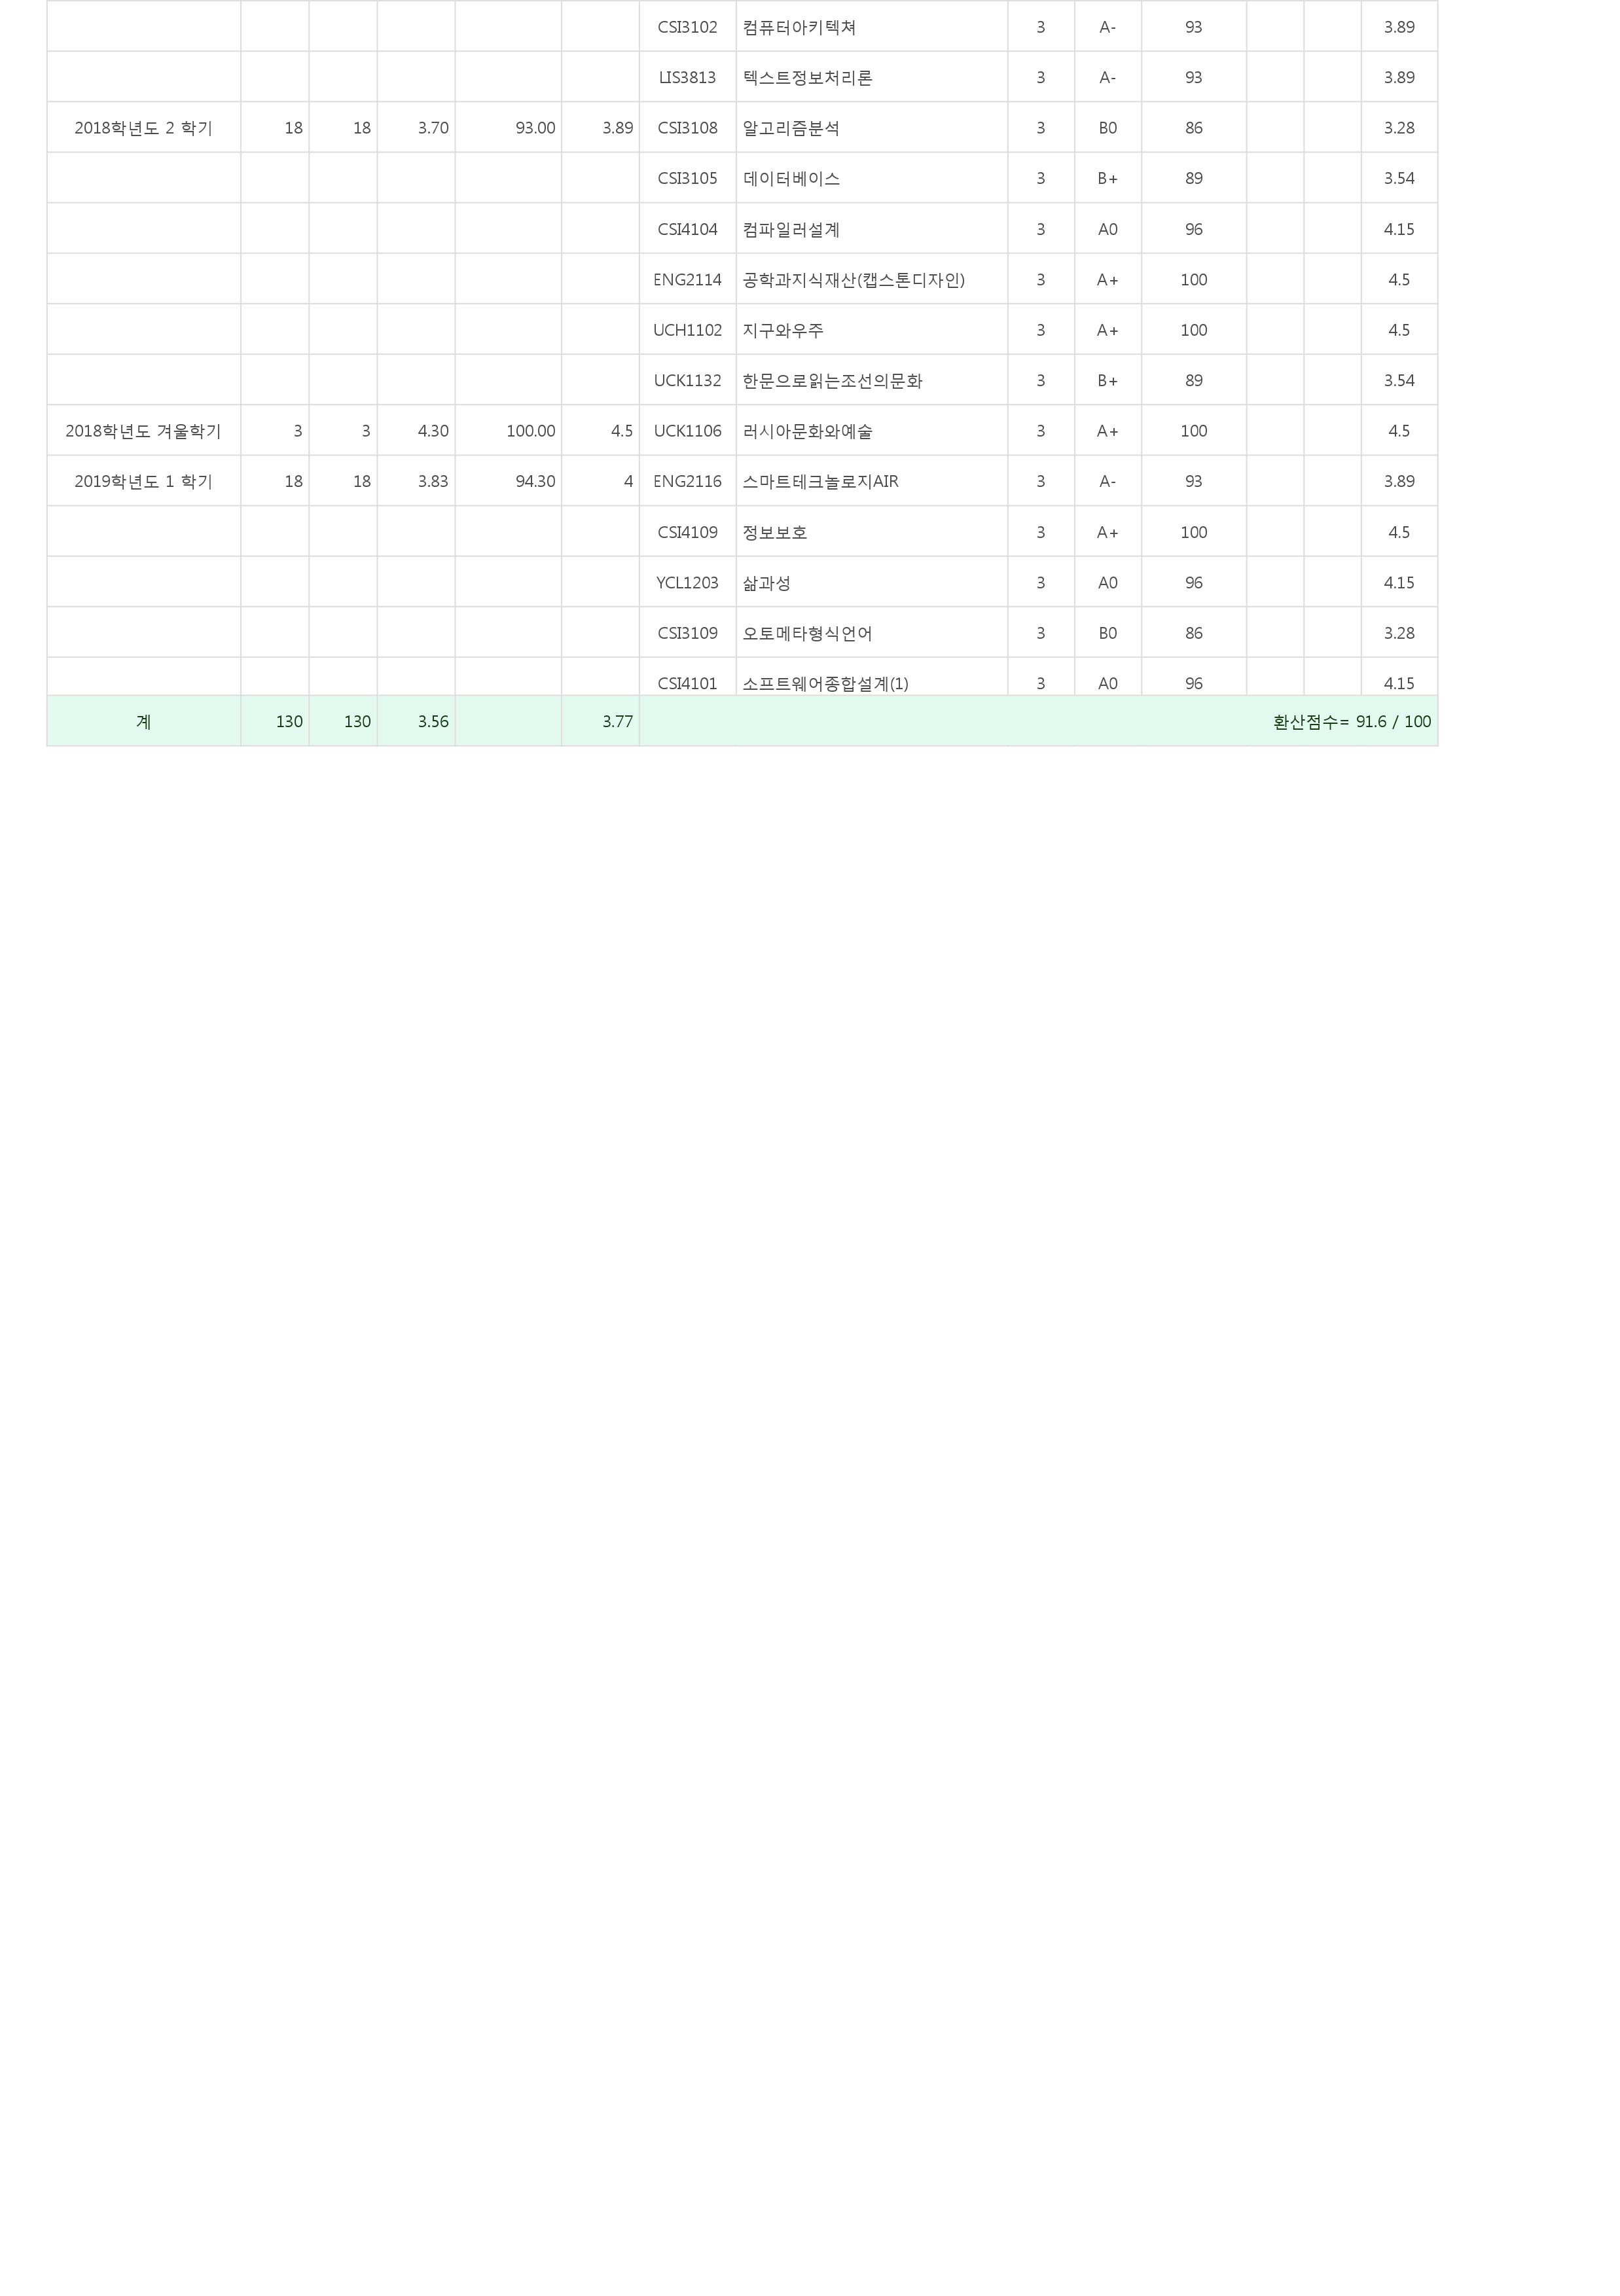 CSI3102 컴퓨터아키텍쳐 3 A- 93 3.89
LIS3813 텍스트정보처리론 3 A- 93 3.89
2018학년도 2 학기 18 18 3.70 93.00 3.89 CSI3108 알고리즘분석 3 B0 86 3.28
CSI3105 데이터베이스 3 B+ 89 3.54
CSI4104 컴파일러설계 3 A0 96 4.15
ENG2114 공학과지식재산(캡스톤디자인) 3 A+ 100 4.5
UCH1102 지구와우주 3 A+ 100 4.5
UCK1132 한문으로읽는조선의문화 3 B+ 89 3.54
2018학년도 겨울학기 3 3 4.30 100.00 4.5 UCK1106 러시아문화와예술 3 A+ 100 4.5
2019학년도 1 학기 18 18 3.83 94.30 4 ENG2116 스마트테크놀로지AIR 3 A- 93 3.89
CSI4109 정보보호 3 A+ 100 4.5
YCL1203 삶과성 3 A0 96 4.15
CSI3109 오토메타형식언어 3 B0 86 3.28
CSI4101 소프트웨어종합설계(1) 3 A0 96 4.15
계 130 130 3.56 3.77 환산점수= 91.6 / 100